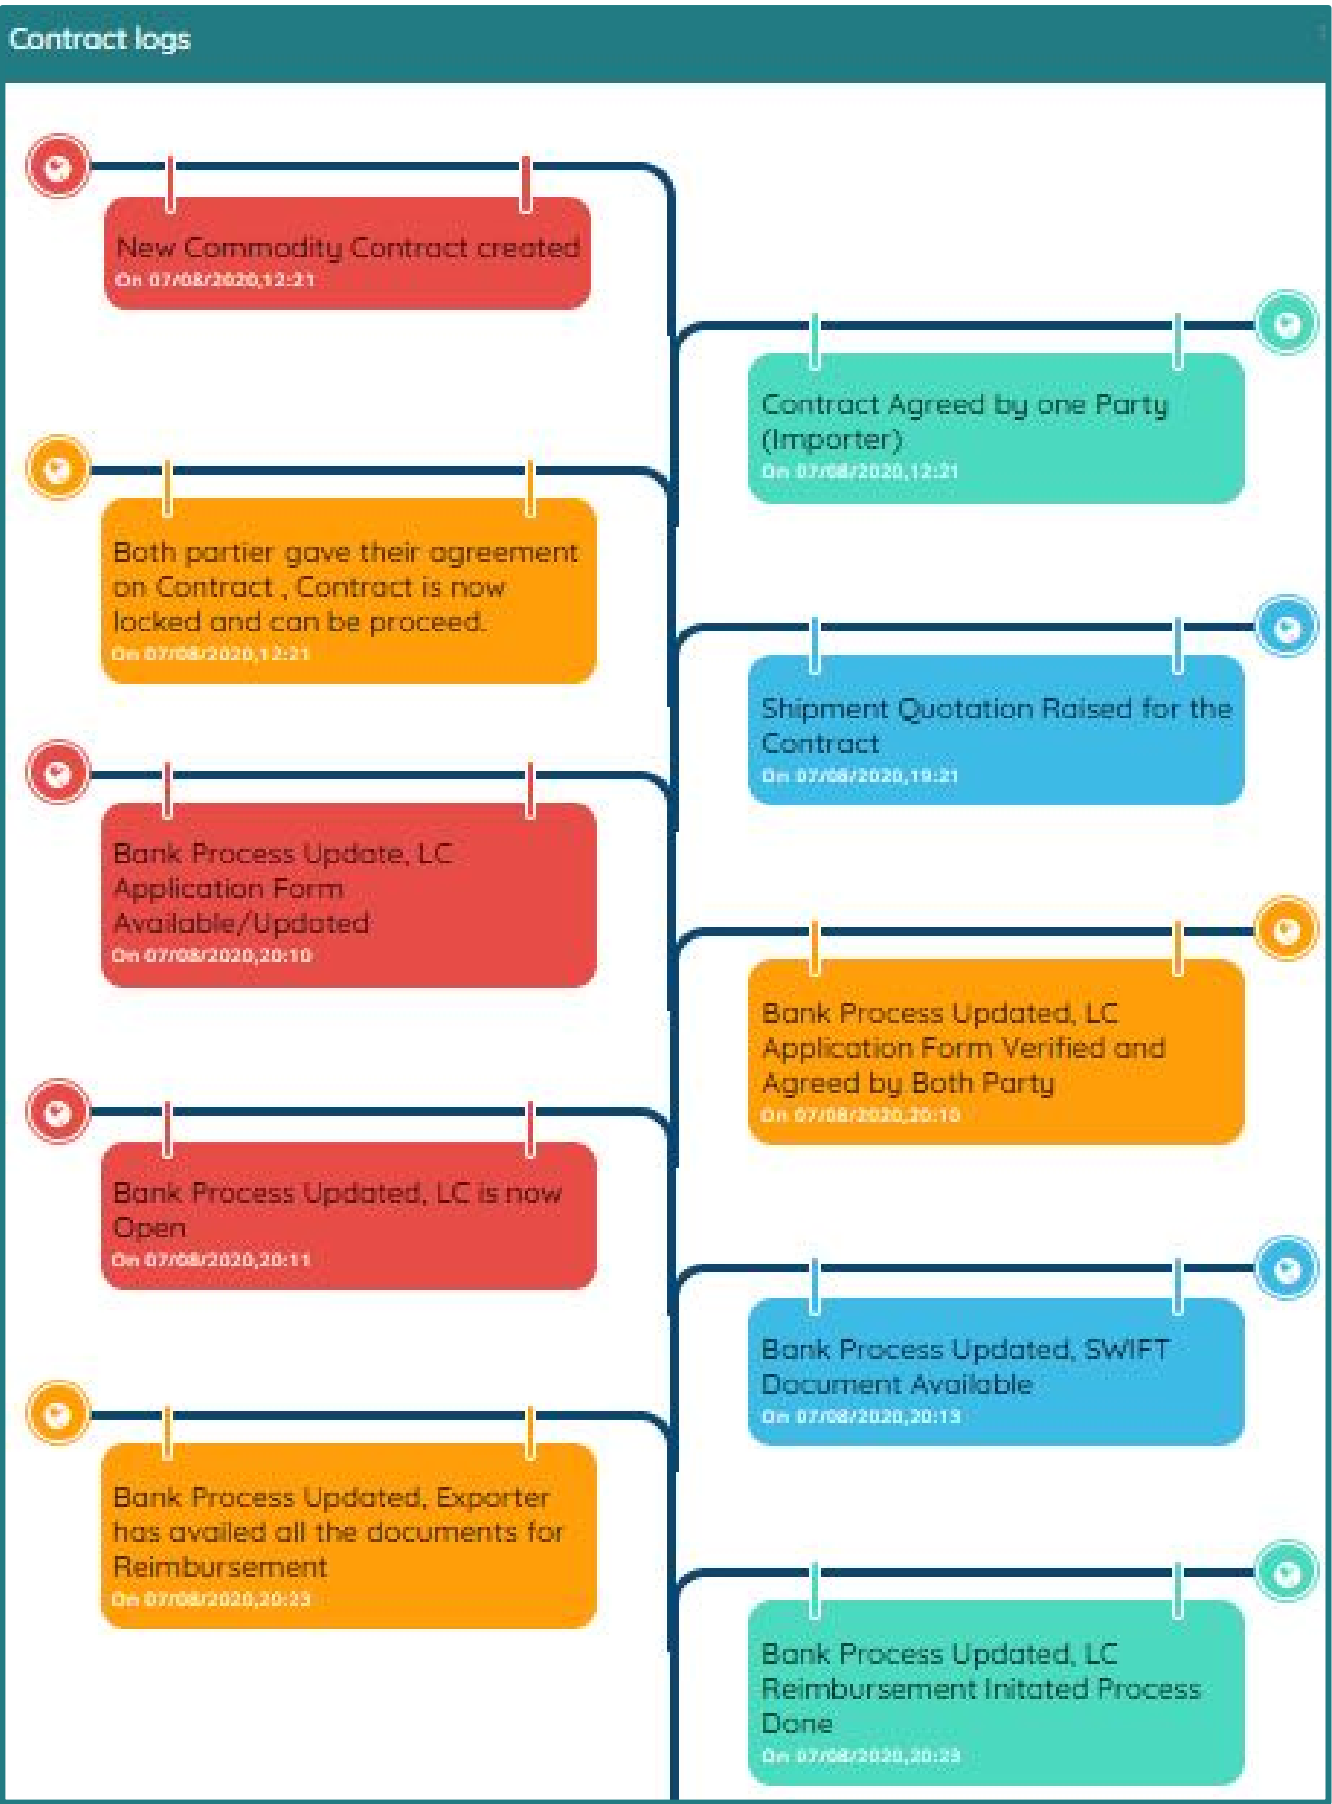 Contract logs
New Commodity Contract created
On 07/08/2020,12:21
Contract Agreed by one Party
(Importer)
On 07/08/2020,12:21
Both partier gave their agreement
on Contract , Contract is now
locked and can be proceed.
On 07/08/2020,12:21
Shipment Quotation Raised for the
Contract
On 07/08/2020,19:21
Bank Process Update, LC
Application Form
Available/Updated
On 07/08/2020,20:10
Bank Process Updated, LC
Application Form Verified and
Agreed by Both Party
On 07/08/2020,20:10
Bank Process Updated, LC is now
Open
On 07/08/2020,20:11
Bank Process Updated, SWIFT
Document Available
On 07/08/2020,20:13
Bank Process Updated, Exporter
has availed all the documents for
Reimbursement
On 07/08/2020,20:23
Bank Process Updated, LC
Reimbursement Initated Process
Done
On 07/08/2020,20:23